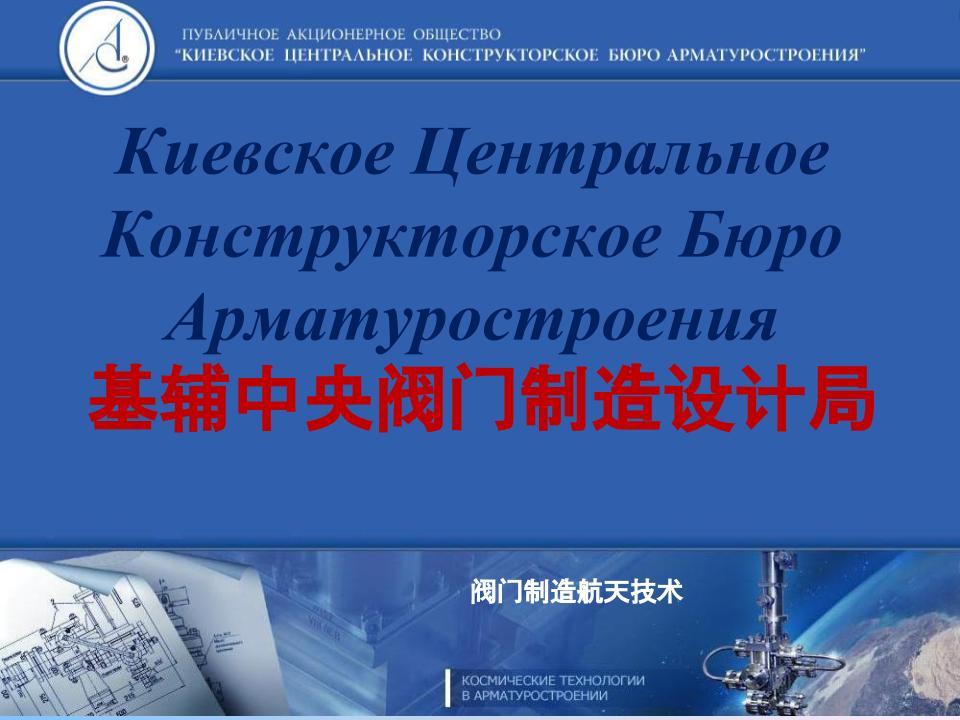 ПУБЛИЧНОЕ АКЦИОНЕРНОЕ ОБЩЕСТВО
“КИЕВСКОЕ ЦЕНТРАЛЬНОЕ КОНСТРУКТОРСКОЕ БЮРО АРМАТУРОСТРОЕНИЯ”
Киевское Центральное
Конструкторское Бюро
Арматуростроения
基辅中央阀门制造设计局
阀门制造航天技术
КОСМИЧЕСКИЕ ТЕХНОЛОГИИ
В АРМАТУРОСТРОЕНИИ